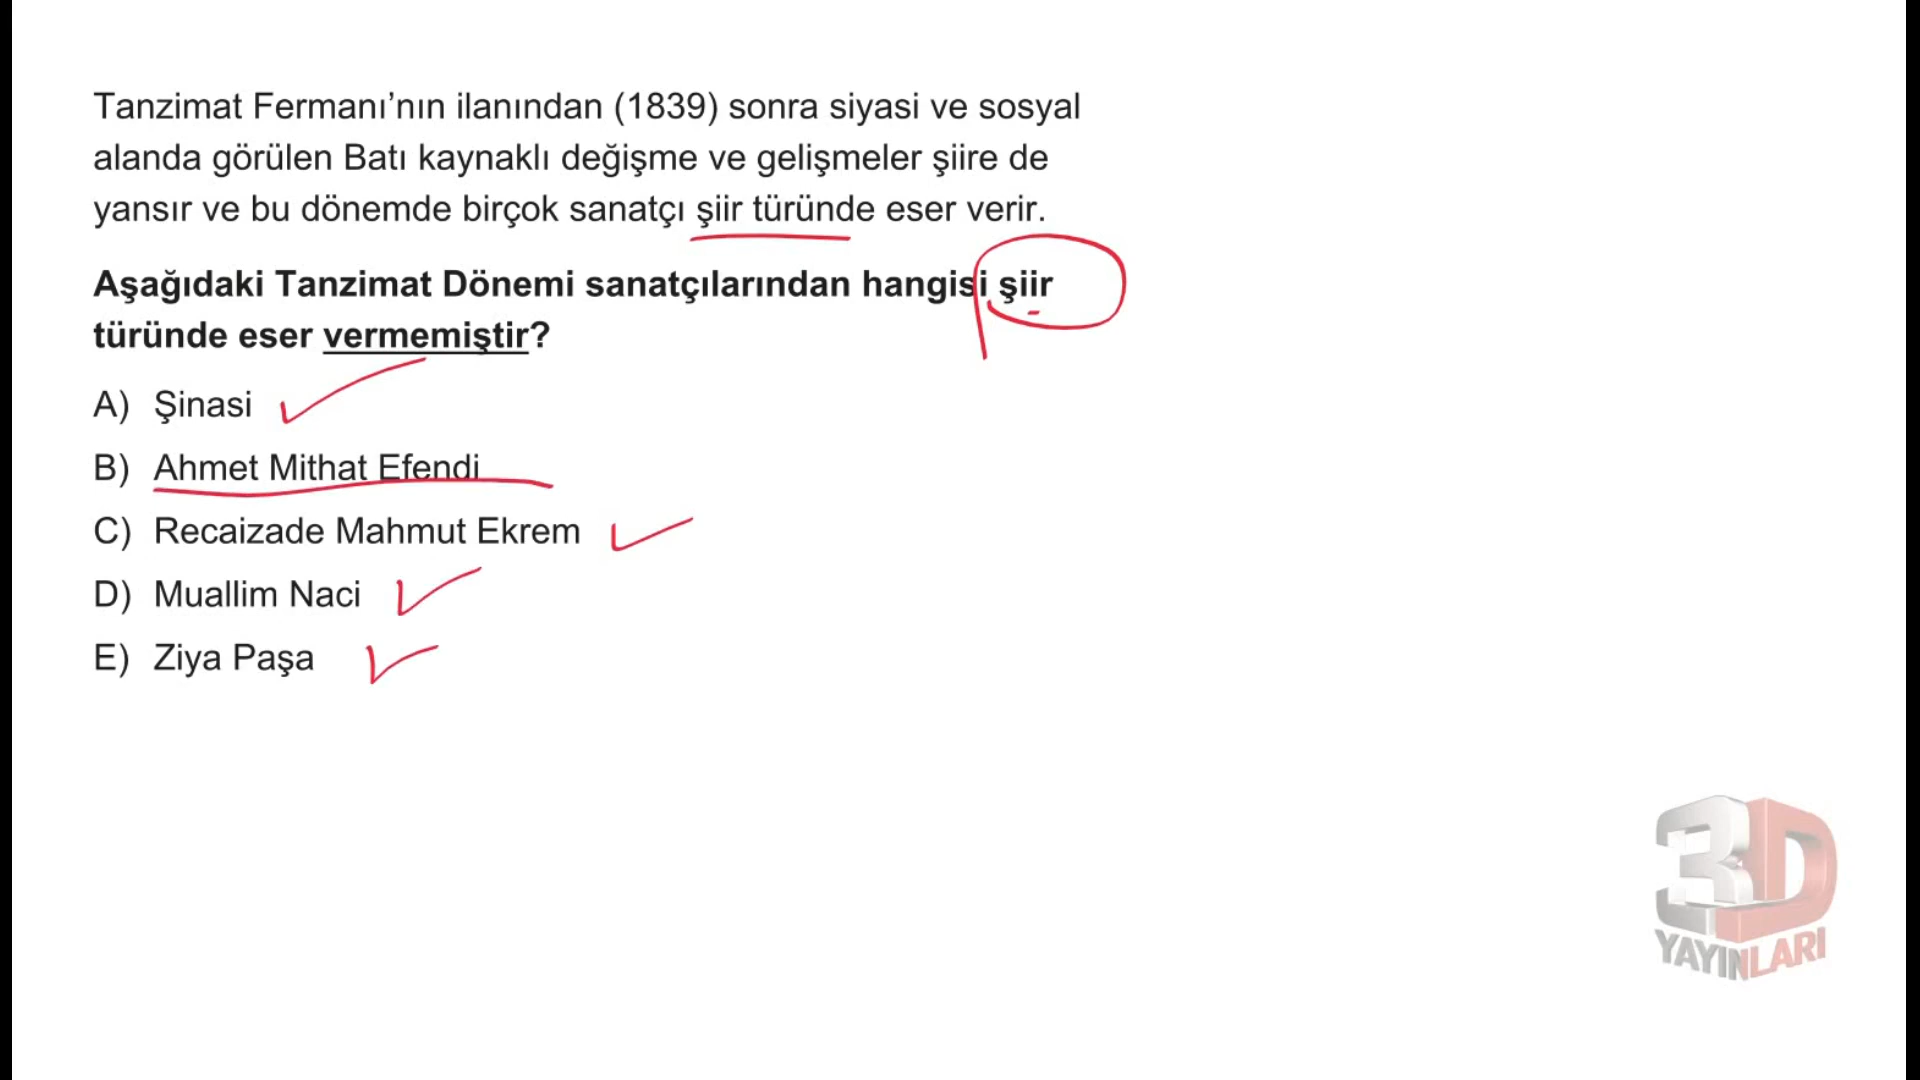 Tanzimat Fermanı’nın ilanından (1839) sonra siyasi ve sosyal
alanda görülen Batı kaynaklı değişme ve gelişmeler şiire de
yansır ve bu dönemde birçok sanatçı şiir türünde eser verir.
Aşağıdaki Tanzimat Dönemi sanatçılarından hangisi şiir
türünde eser vermemiştir?
A) Şinasi
B) Ahmet Mithat Efendi
C) Recaizade Mahmut Ekrem
D) Muallim Naci
E) Ziya Paşa
3D
YAYINLARI